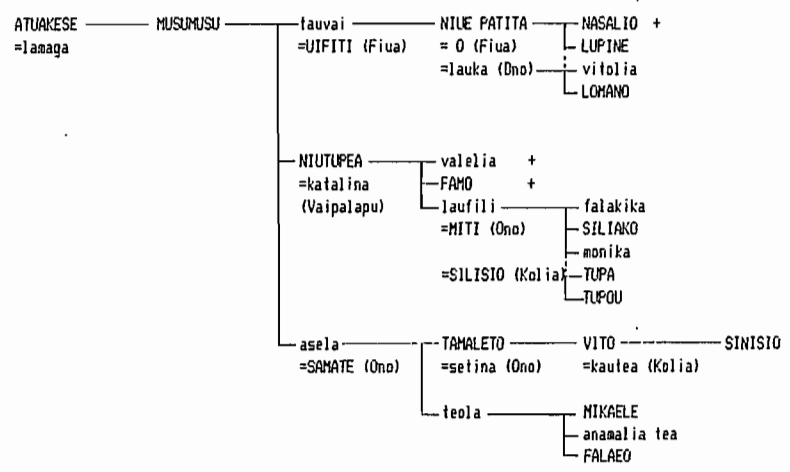 ATUAKESE MUSUMUSU tauvai NIUE PATITA NASALIO +
=lamaga =UIFITI (Fiua) = O (Fiua) LUPINE
=lauka (Ono) vitolia
LOMANO
NIUTUPEA valelia +
=katalina FAMO +
(Vaipalapu) laufili falakika
=MITI (Ono) SILIAKO
monika
=SILISIO (Kolia) TUPA
TUPOU
asela TAMALETO VITO SINISIO
=SAMATE (Ono) =setina (Ono) =kautea (Kolia)
teola MIKAELE
anamalia tea
FALAEO